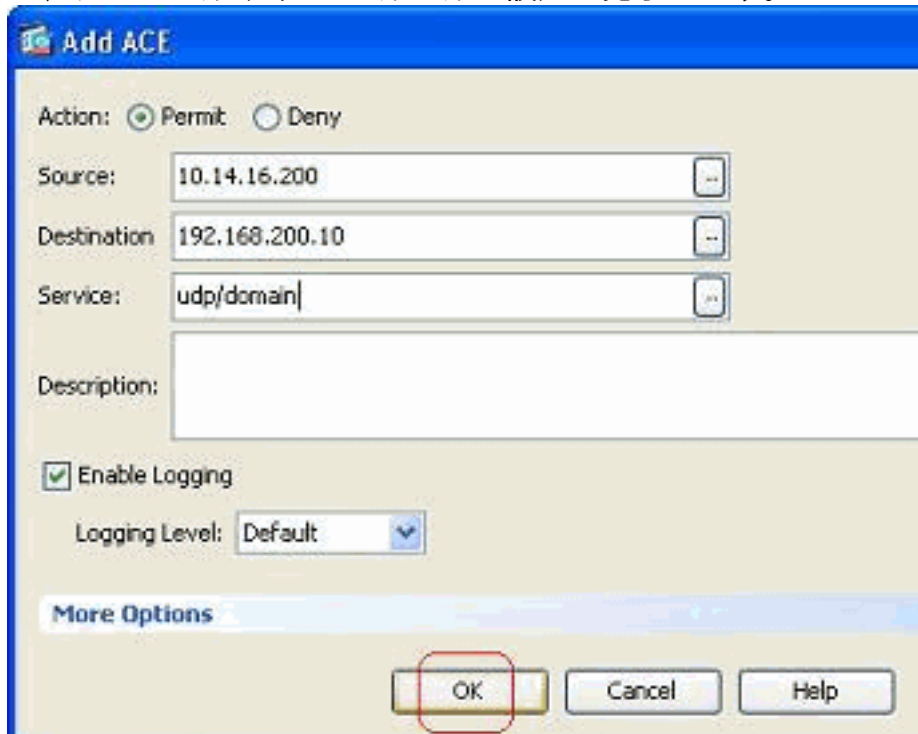 Add ACE
Action: Permit Deny
Source: 10.14.16.200 ...
Destination 192.168.200.10 ...
Service: udp/domain ...
Description:
Enable Logging
Logging Level: Default
More Options
OK Cancel Help